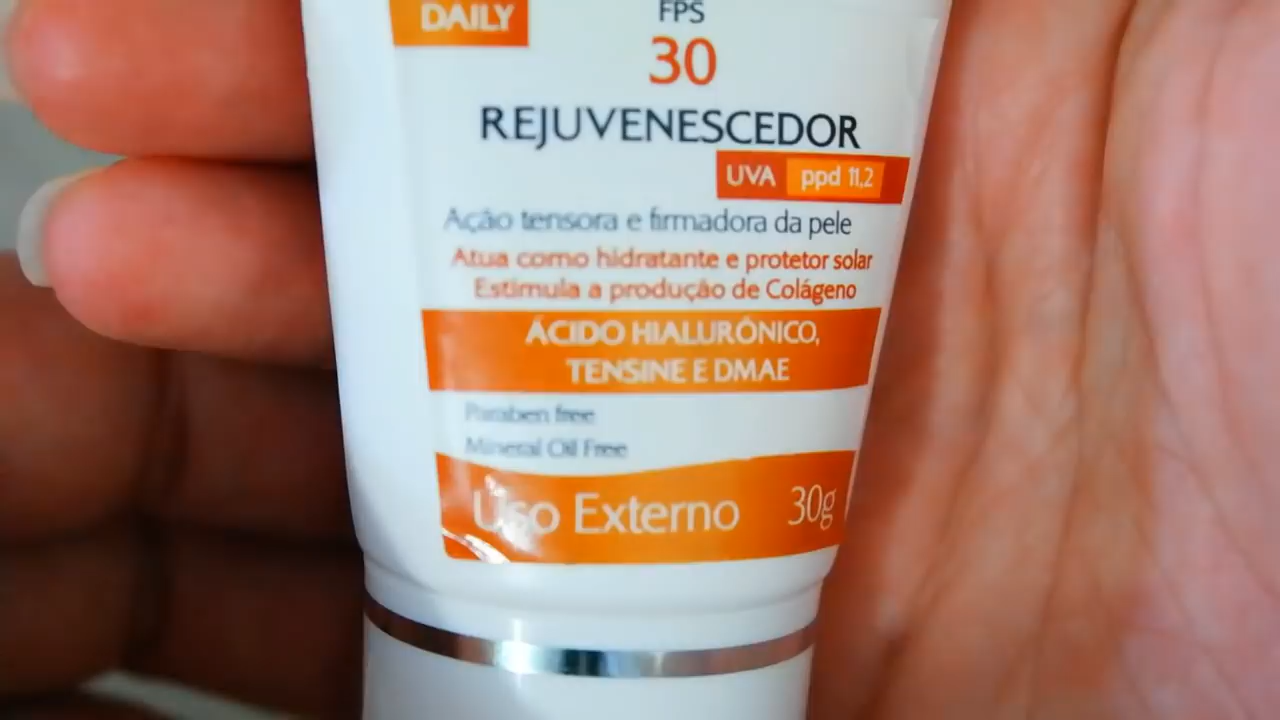 DAILY
FPS
30
REJUVENESCEDOR
UVA ppd 11,2
Ação tensora e firmadora da pele
Atua como hidratante e protetor solar
Estimula a produção de Colágeno
ÁCIDO HIALURÔNICO,
TENSINE E DMAE
Paraben free
Mineral Oil Free
Uso Externo 30g